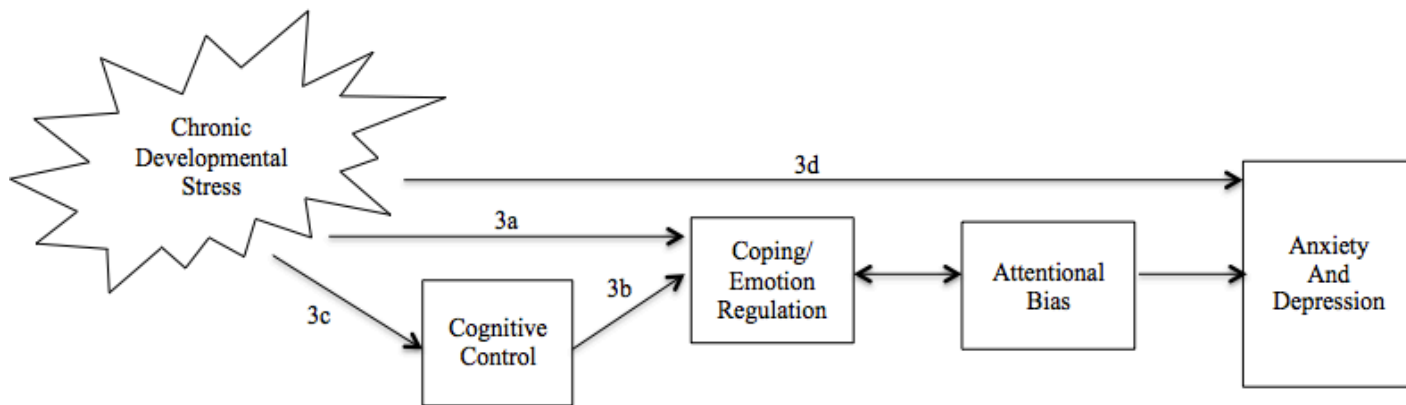 Chronic
Developmental
Stress
3d
3a
3c
3b
Cognitive
Control
Coping/
Emotion
Regulation
Attentional
Bias
Anxiety
And
Depression